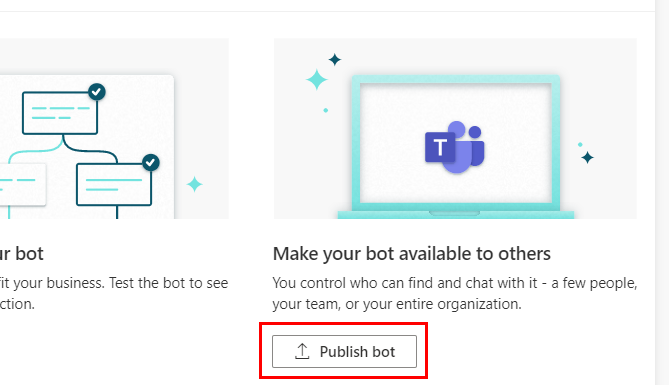 T
r bot
Make your bot available to others
fit your business. Test the bot to see
You control who can find and chat with it - a few people,
ction.
your team, or your entire organization.
Publish bot